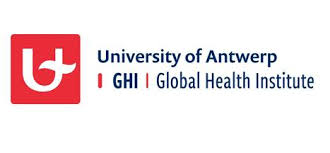 University of Antwerp
GHI | Global Health Institute